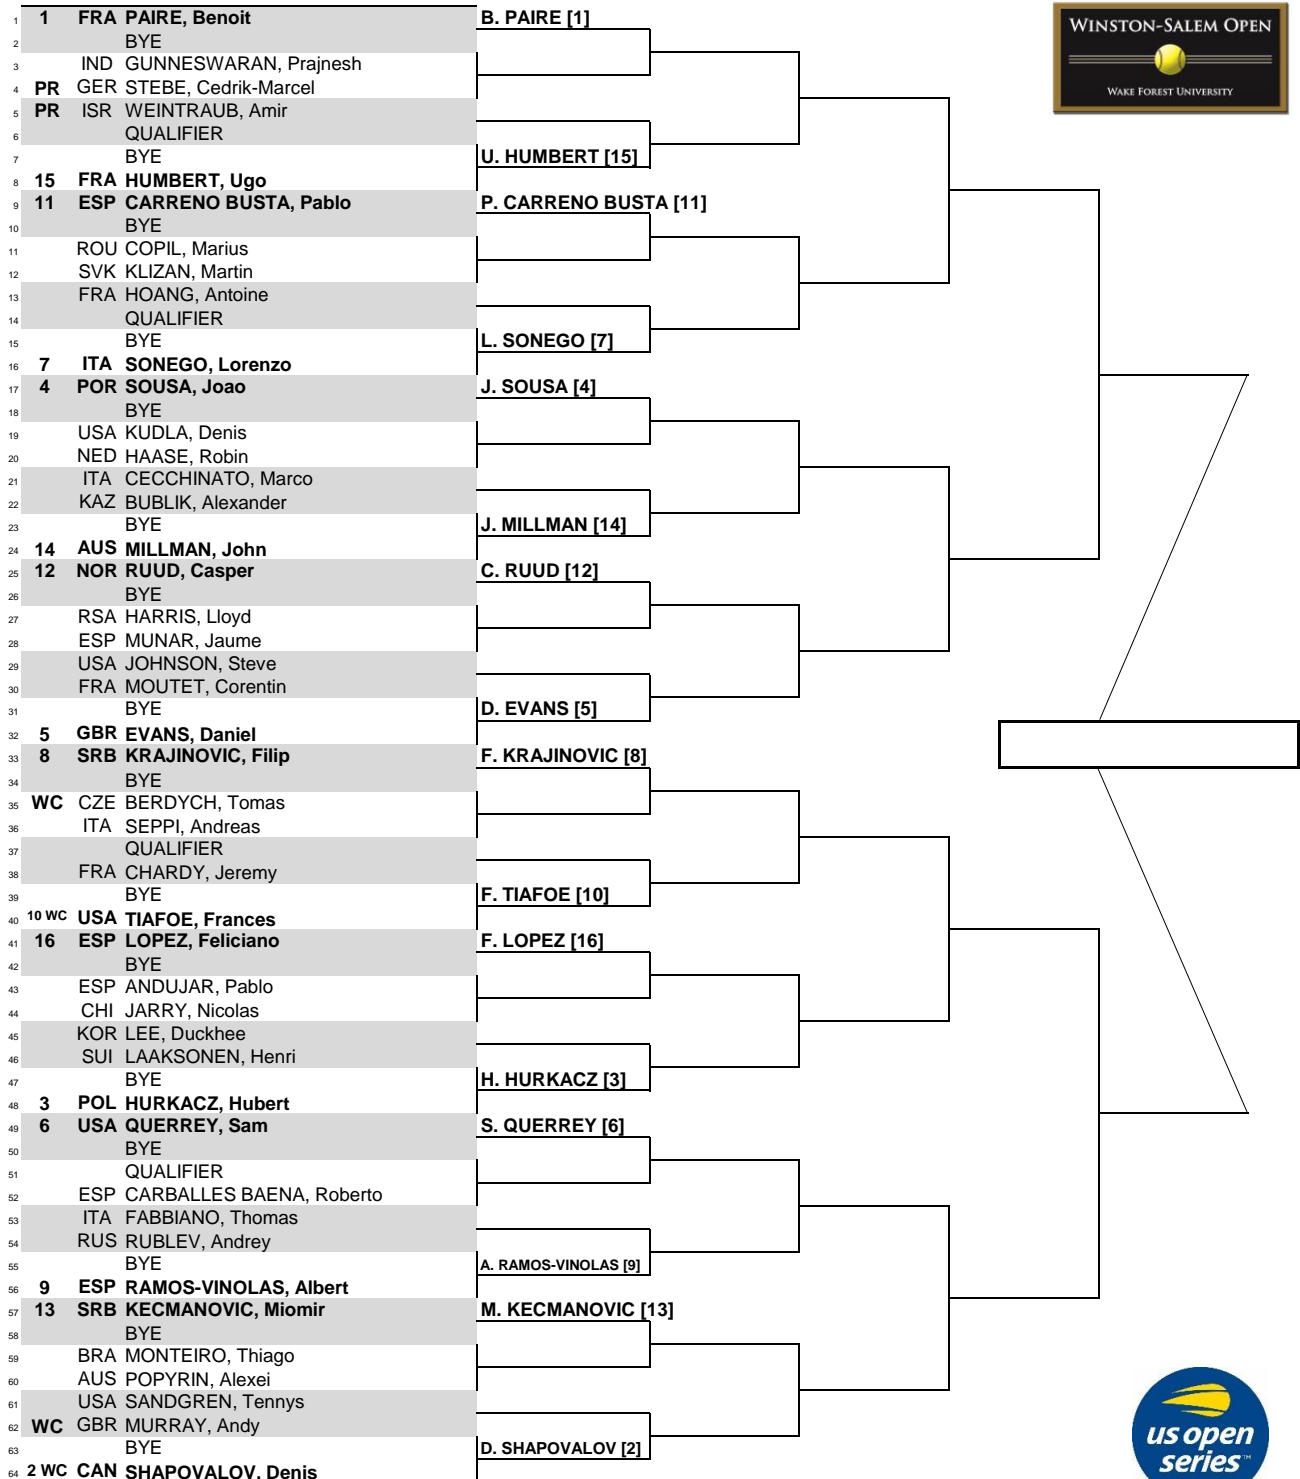 1 1 FRA PAIRE, Benoit B. PAIRE [1]
2 BYE
3 IND GUNNESWARAN, Prajnesh
4 PR GER STEBE, Cedrik-Marcel
5 PR ISR WEINTRAUB, Amir
6 QUALIFIER
7 BYE U. HUMBERT [15]
8 15 FRA HUMBERT, Ugo
9 11 ESP CARRENO BUSTA, Pablo P. CARRENO BUSTA [11]
10 BYE
11 ROU COPIL, Marius
12 SVK KLIZAN, Martin
13 FRA HOANG, Antoine
14 QUALIFIER
15 BYE L. SONEGO [7]
16 7 ITA SONEGO, Lorenzo
17 4 POR SOUSA, Joao J. SOUSA [4]
18 BYE
19 USA KUDLA, Denis
20 NED HAASE, Robin
21 ITA CECCHINATO, Marco
22 KAZ BUBLIK, Alexander
23 BYE J. MILLMAN [14]
24 14 AUS MILLMAN, John
25 12 NOR RUUD, Casper C. RUUD [12]
26 BYE
27 RSA HARRIS, Lloyd
28 ESP MUNAR, Jaume
29 USA JOHNSON, Steve
30 FRA MOUTET, Corentin
31 BYE D. EVANS [5]
32 5 GBR EVANS, Daniel
33 8 SRB KRAJINOVIC, Filip F. KRAJINOVIC [8]
34 BYE
35 WC CZE BERDYCH, Tomas
36 ITA SEPPI, Andreas
37 QUALIFIER
38 FRA CHARDY, Jeremy
39 BYE F. TIAFOE [10]
40 10 WC USA TIAFOE, Frances
41 16 ESP LOPEZ, Feliciano F. LOPEZ [16]
42 BYE
43 ESP ANDUJAR, Pablo
44 CHI JARRY, Nicolas
45 KOR LEE, Duckhee
46 SUI LAAKSONEN, Henri
47 BYE H. HURKACZ [3]
48 3 POL HURKACZ, Hubert
49 6 USA QUERREY, Sam S. QUERREY [6]
50 BYE
51 QUALIFIER
52 ESP CARBALLES BAENA, Roberto
53 ITA FABBIANO, Thomas
54 RUS RUBLEV, Andrey
55 BYE A. RAMOS-VINOLAS [9]
56 9 ESP RAMOS-VINOLAS, Albert
57 13 SRB KECMANOVIC, Miomir M. KECMANOVIC [13]
58 BYE
59 BRA MONTEIRO, Thiago
60 AUS POPYRIN, Alexei
61 USA SANDGREN, Tennys
62 WC GBR MURRAY, Andy
63 BYE D. SHAPOVALOV [2]
64 2 WC CAN SHAPOVALOV, Denis
WINSTON-SALEM OPEN
WAKE FOREST UNIVERSITY
us open
series™